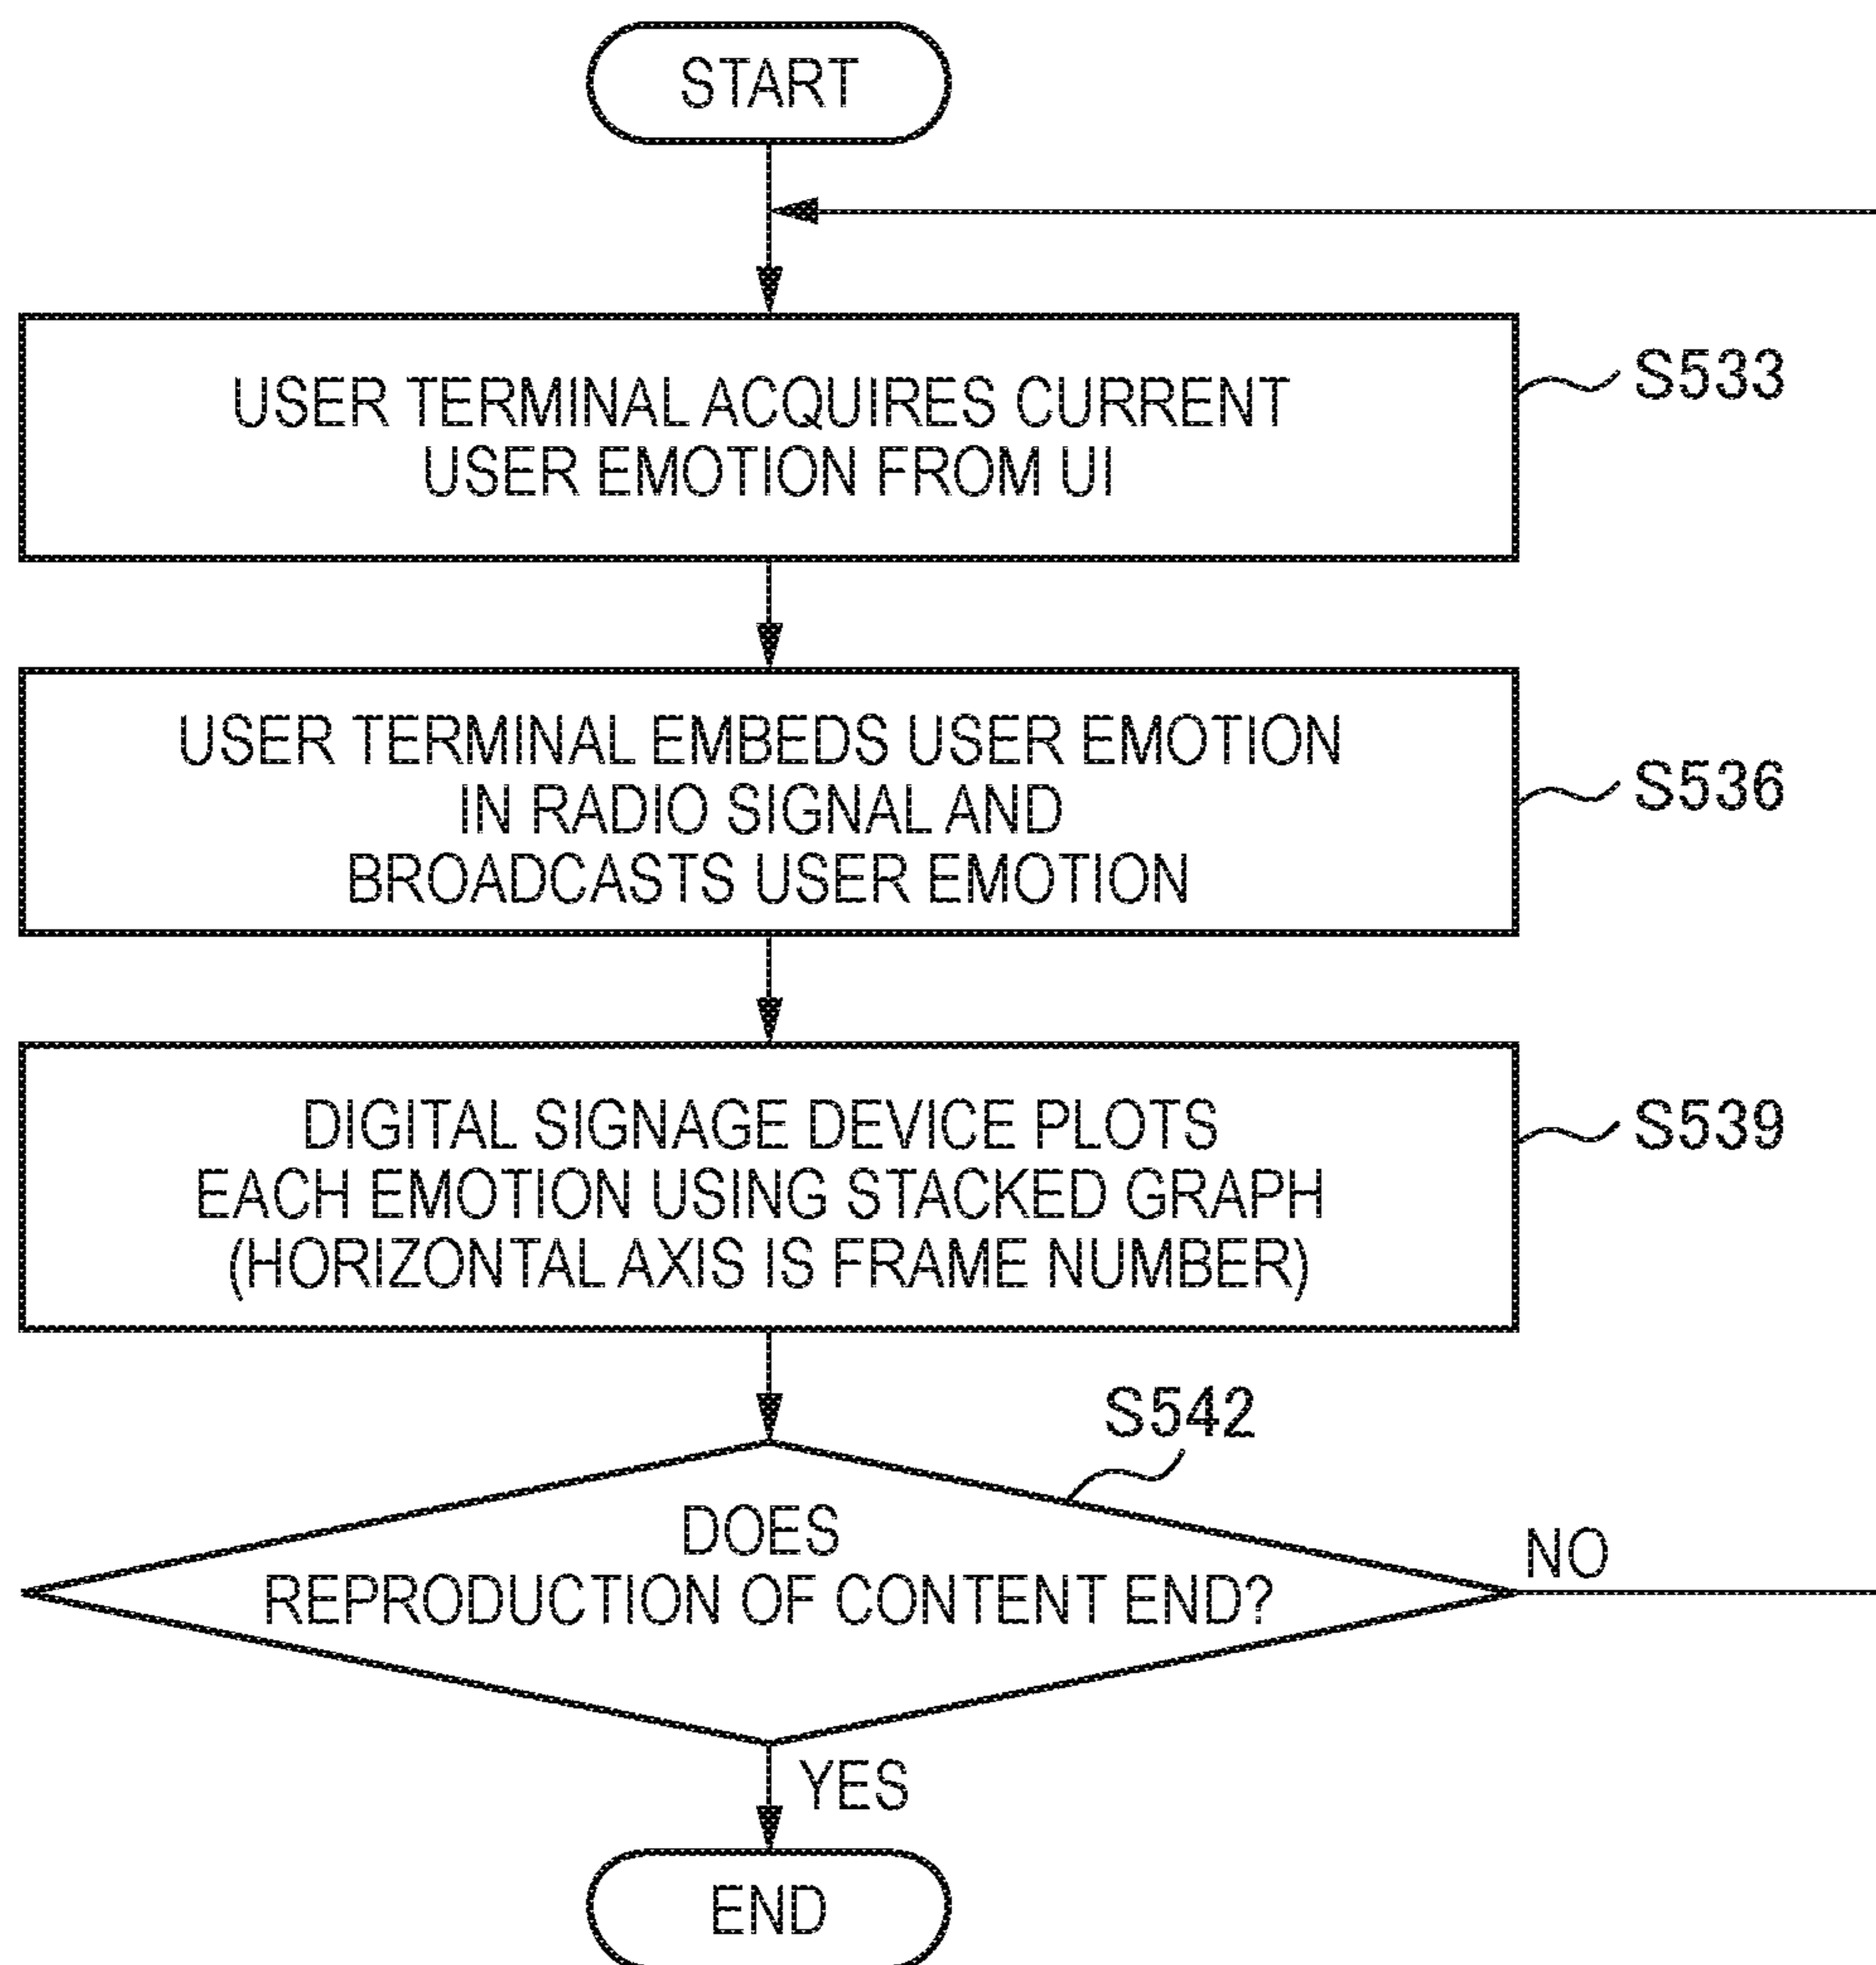 START
USER TERMINAL ACQUIRES CURRENT
USER EMOTION FROM UI
S533
USER TERMINAL EMBEDS USER EMOTION
IN RADIO SIGNAL AND
BROADCASTS USER EMOTION
S536
DIGITAL SIGNAGE DEVICE PLOTS
EACH EMOTION USING STACKED GRAPH
(HORIZONTAL AXIS IS FRAME NUMBER)
S539
S542
DOES
REPRODUCTION OF CONTENT END?
NO
YES
END